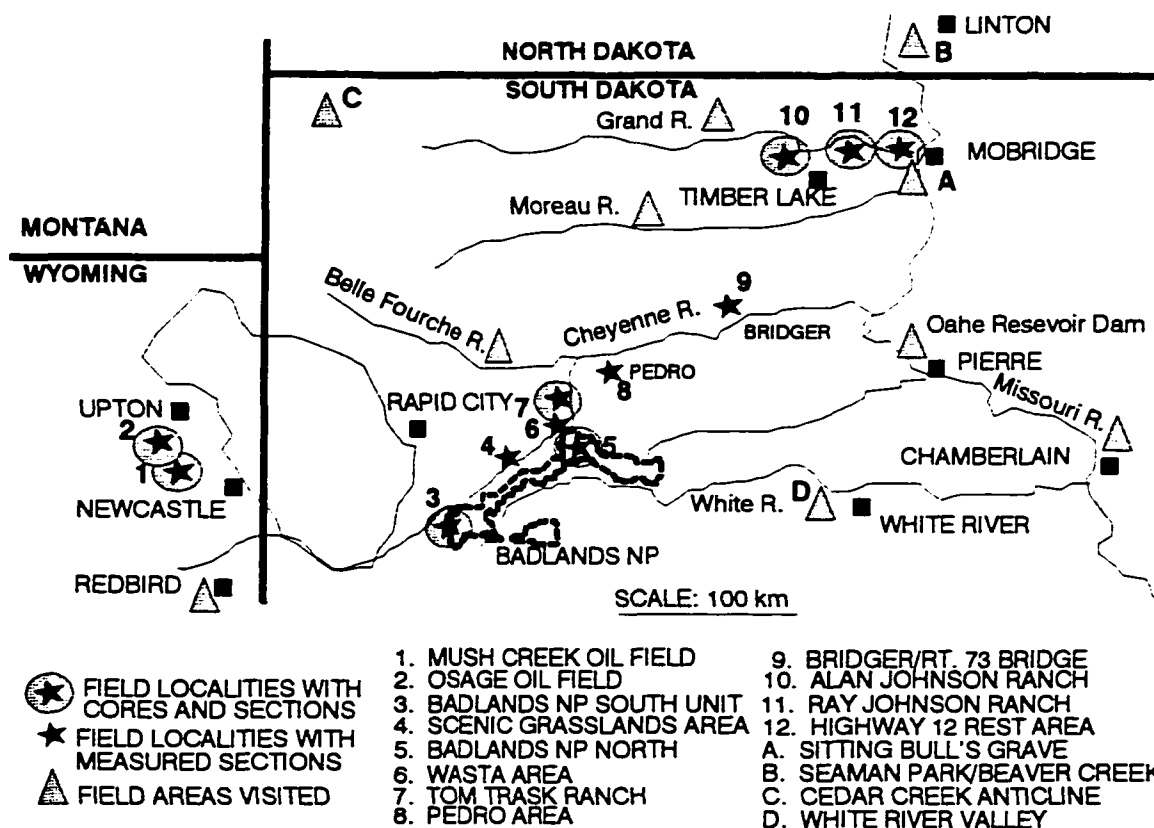 LINTON
B
NORTH DAKOTA
SOUTH DAKOTA
C
Grand R.
10
11
12
MOBRIDGE
A
TIMBER LAKE
Moreau R.
MONTANA
WYOMING
Belle Fourche R.
Cheyenne R.
9
BRIDGER
Oahe Resevoir Dam
PIERRE
Missouri R.
PEDRO
8
UPTON
2
1
NEWCASTLE
RAPID CITY
7
6
5
4
3
CHAMBERLAIN
White R.
D
WHITE RIVER
BADLANDS NP
REDBIRD
SCALE: 100 km
FIELD LOCALITIES WITH
CORES AND SECTIONS
FIELD LOCALITIES WITH
MEASURED SECTIONS
FIELD AREAS VISITED
1. MUSH CREEK OIL FIELD
2. OSAGE OIL FIELD
3. BADLANDS NP SOUTH UNIT
4. SCENIC GRASSLANDS AREA
5. BADLANDS NP NORTH
6. WASTA AREA
7. TOM TRASK RANCH
8. PEDRO AREA
9. BRIDGER/RT. 73 BRIDGE
10. ALAN JOHNSON RANCH
11. RAY JOHNSON RANCH
12. HIGHWAY 12 REST AREA
A. SITTING BULL'S GRAVE
B. SEAMAN PARK/BEAVER CREEK
C. CEDAR CREEK ANTICLINE
D. WHITE RIVER VALLEY